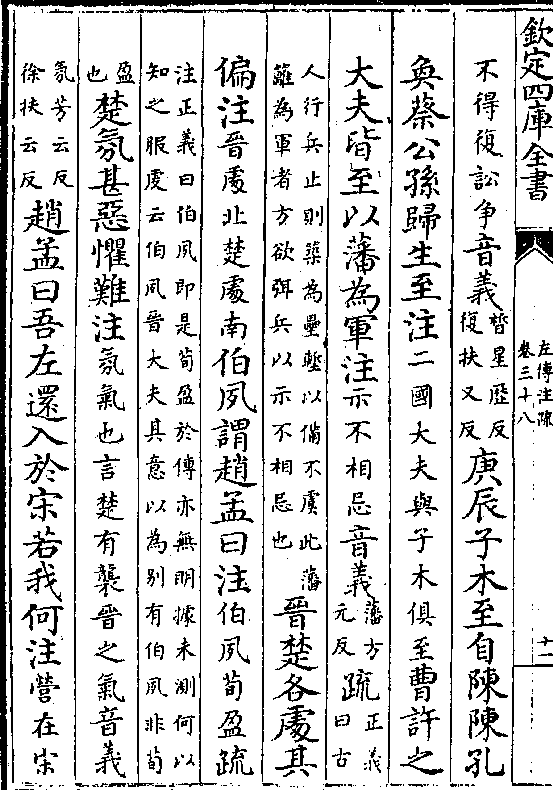 欽定四庫全書
左傳注疏
卷三十八
十一
不得復訟争音義晳星歷反
復扶又反庚辰子木至自陳陳孔
奐蔡公孫歸生至注二國大夫與子木俱至曹許之
大夫皆至以藩為軍注示不相忌音義藩方
元反疏正義
曰古
人行兵止則築為壘壍以備不虞此藩
籬為軍者方欲弭兵以示不相忌也晉楚各處其
偏注晉處北楚處南伯夙謂趙孟曰注伯夙荀盈疏
注正義曰伯夙即是荀盈於傳亦無明據未測何以
知之服虔云伯夙晉大夫其意以為别有伯夙非荀
盈
也楚氛甚惡懼難注氛氣也言楚有襲晉之氣音義
氛芳云反
徐扶云反趙孟曰吾左還入於宋若我何注營在宋